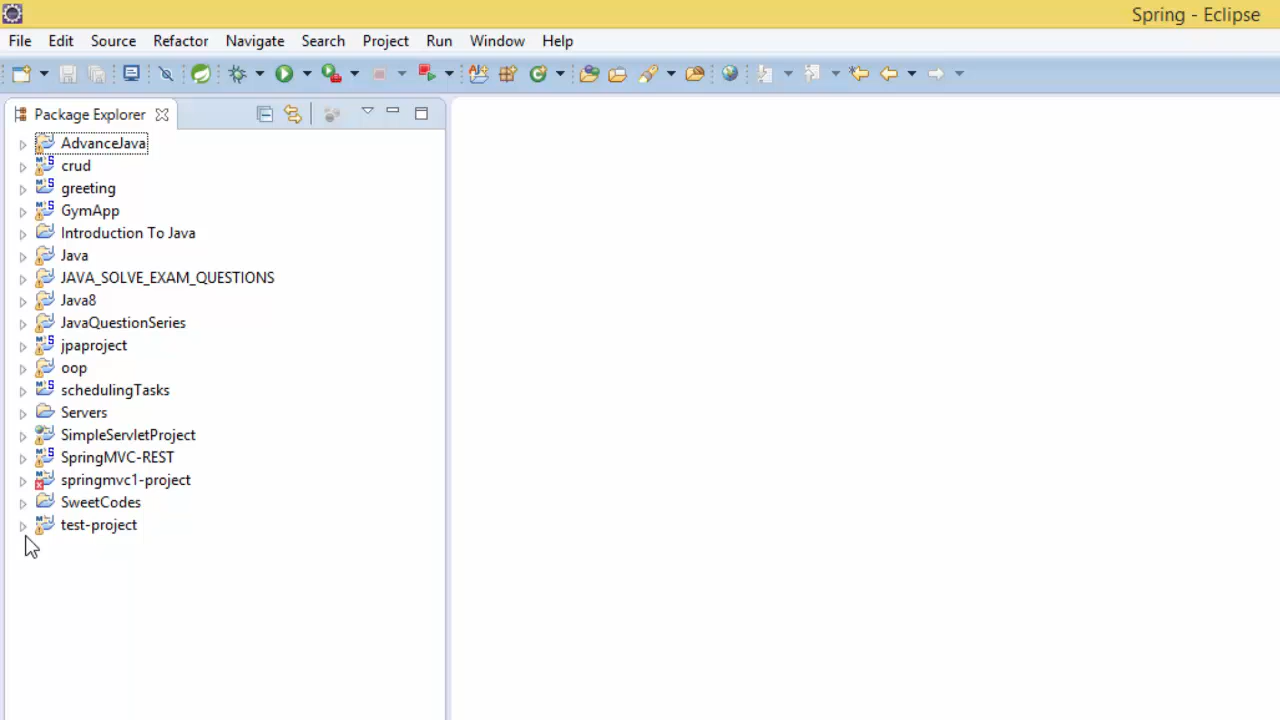 Spring - Eclipse
File Edit Source Refactor Navigate Search Project Run Window Help
Package Explorer
AdvanceJava
crud
greeting
GymApp
Introduction To Java
Java
JAVA_SOLVE_EXAM_QUESTIONS
Java8
JavaQuestionSeries
jpaproject
oop
schedulingTasks
Servers
SimpleServletProject
SpringMVC-REST
springmvc1-project
SweetCodes
test-project